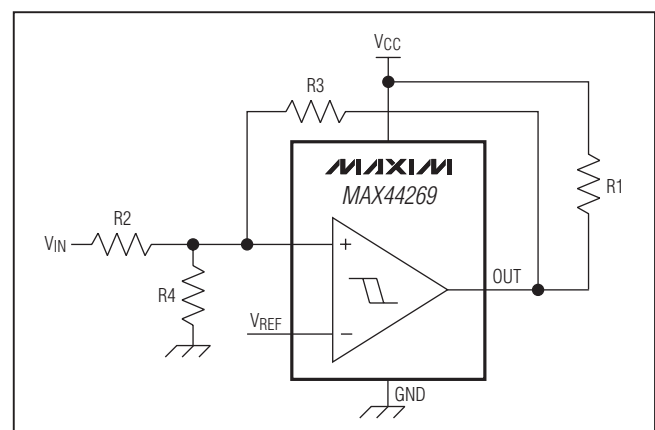 VCC
R3
MAXIM
MAX44269
R1
R2
VIN
+
OUT
R4
VREF
−
GND